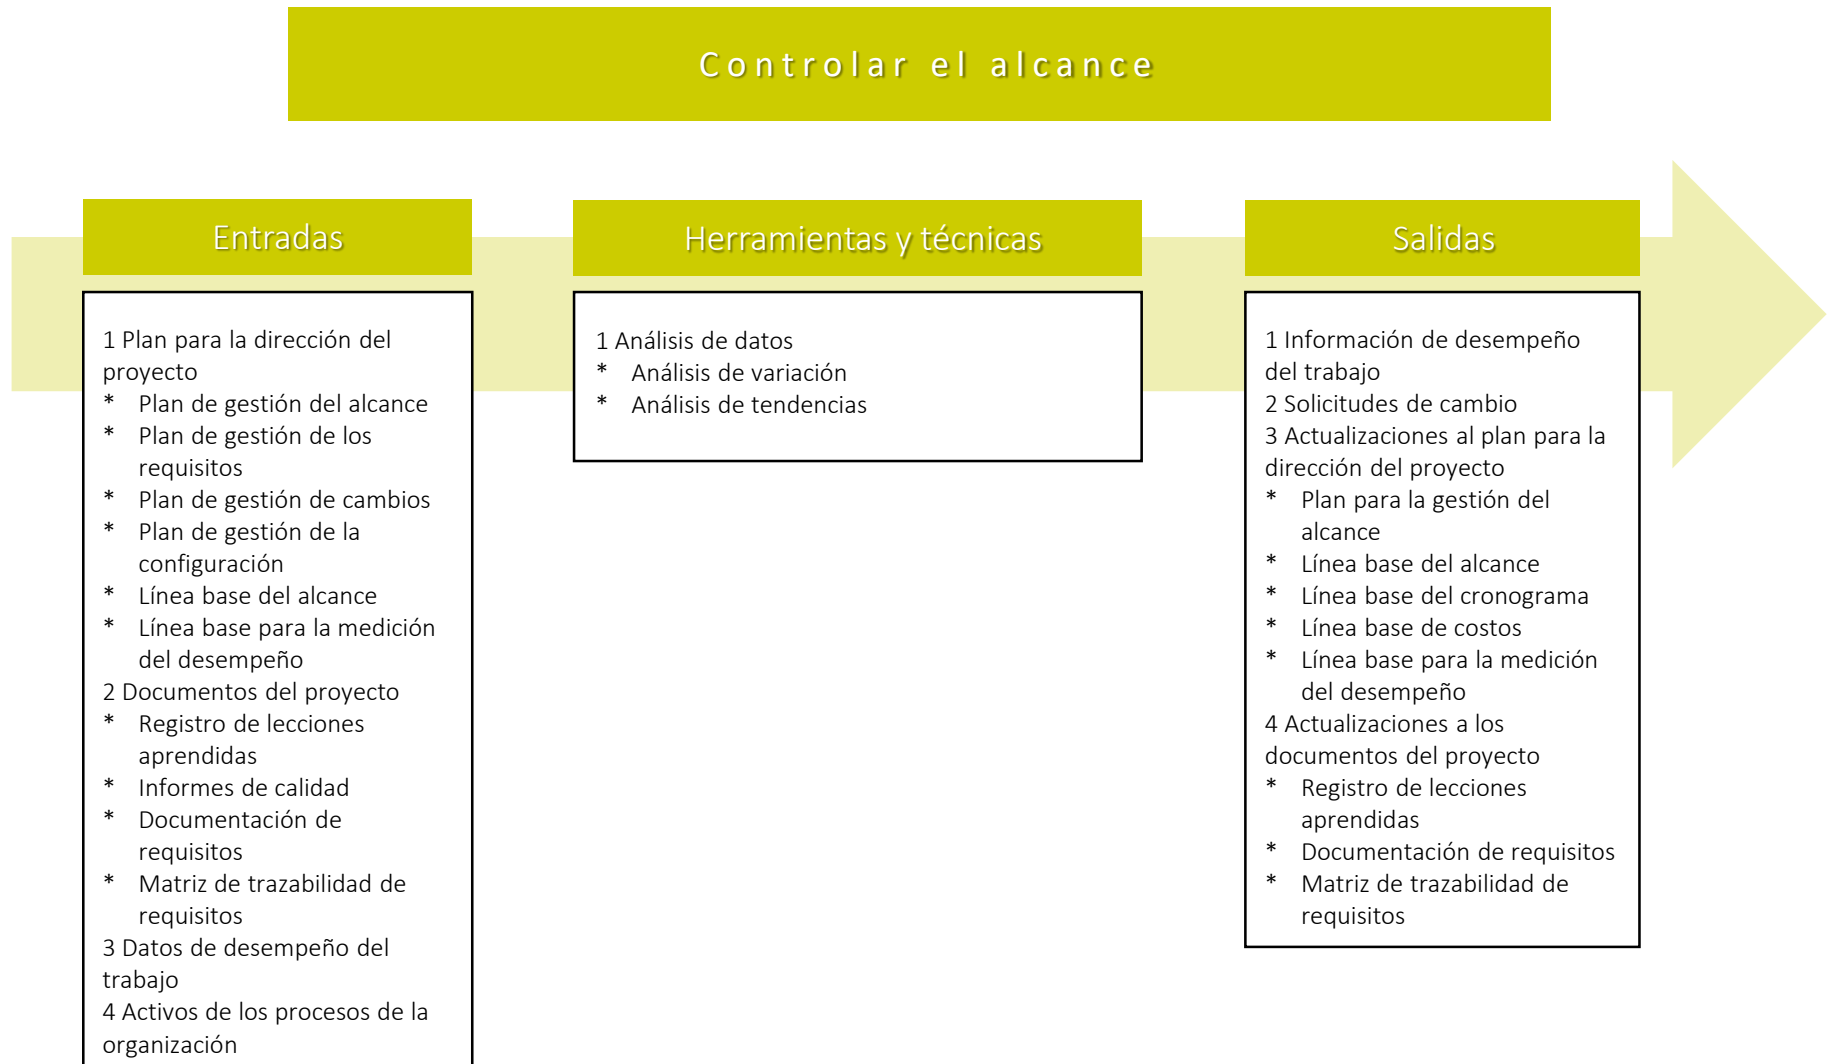 Controlar el alcance
Entradas
1 Plan para la dirección del
proyecto
* Plan de gestión del alcance
* Plan de gestión de los
requisitos
* Plan de gestión de cambios
* Plan de gestión de la
configuración
* Línea base del alcance
* Línea base para la medición
del desempeño
2 Documentos del proyecto
* Registro de lecciones
aprendidas
* Informes de calidad
* Documentación de
requisitos
* Matriz de trazabilidad de
requisitos
3 Datos de desempeño del
trabajo
4 Activos de los procesos de la
organización
Herramientas y técnicas
1 Análisis de datos
* Análisis de variación
* Análisis de tendencias
Salidas
1 Información de desempeño
del trabajo
2 Solicitudes de cambio
3 Actualizaciones al plan para la
dirección del proyecto
* Plan para la gestión del
alcance
* Línea base del alcance
* Línea base del cronograma
* Línea base de costos
* Línea base para la medición
del desempeño
4 Actualizaciones a los
documentos del proyecto
* Registro de lecciones
aprendidas
* Documentación de requisitos
* Matriz de trazabilidad de
requisitos